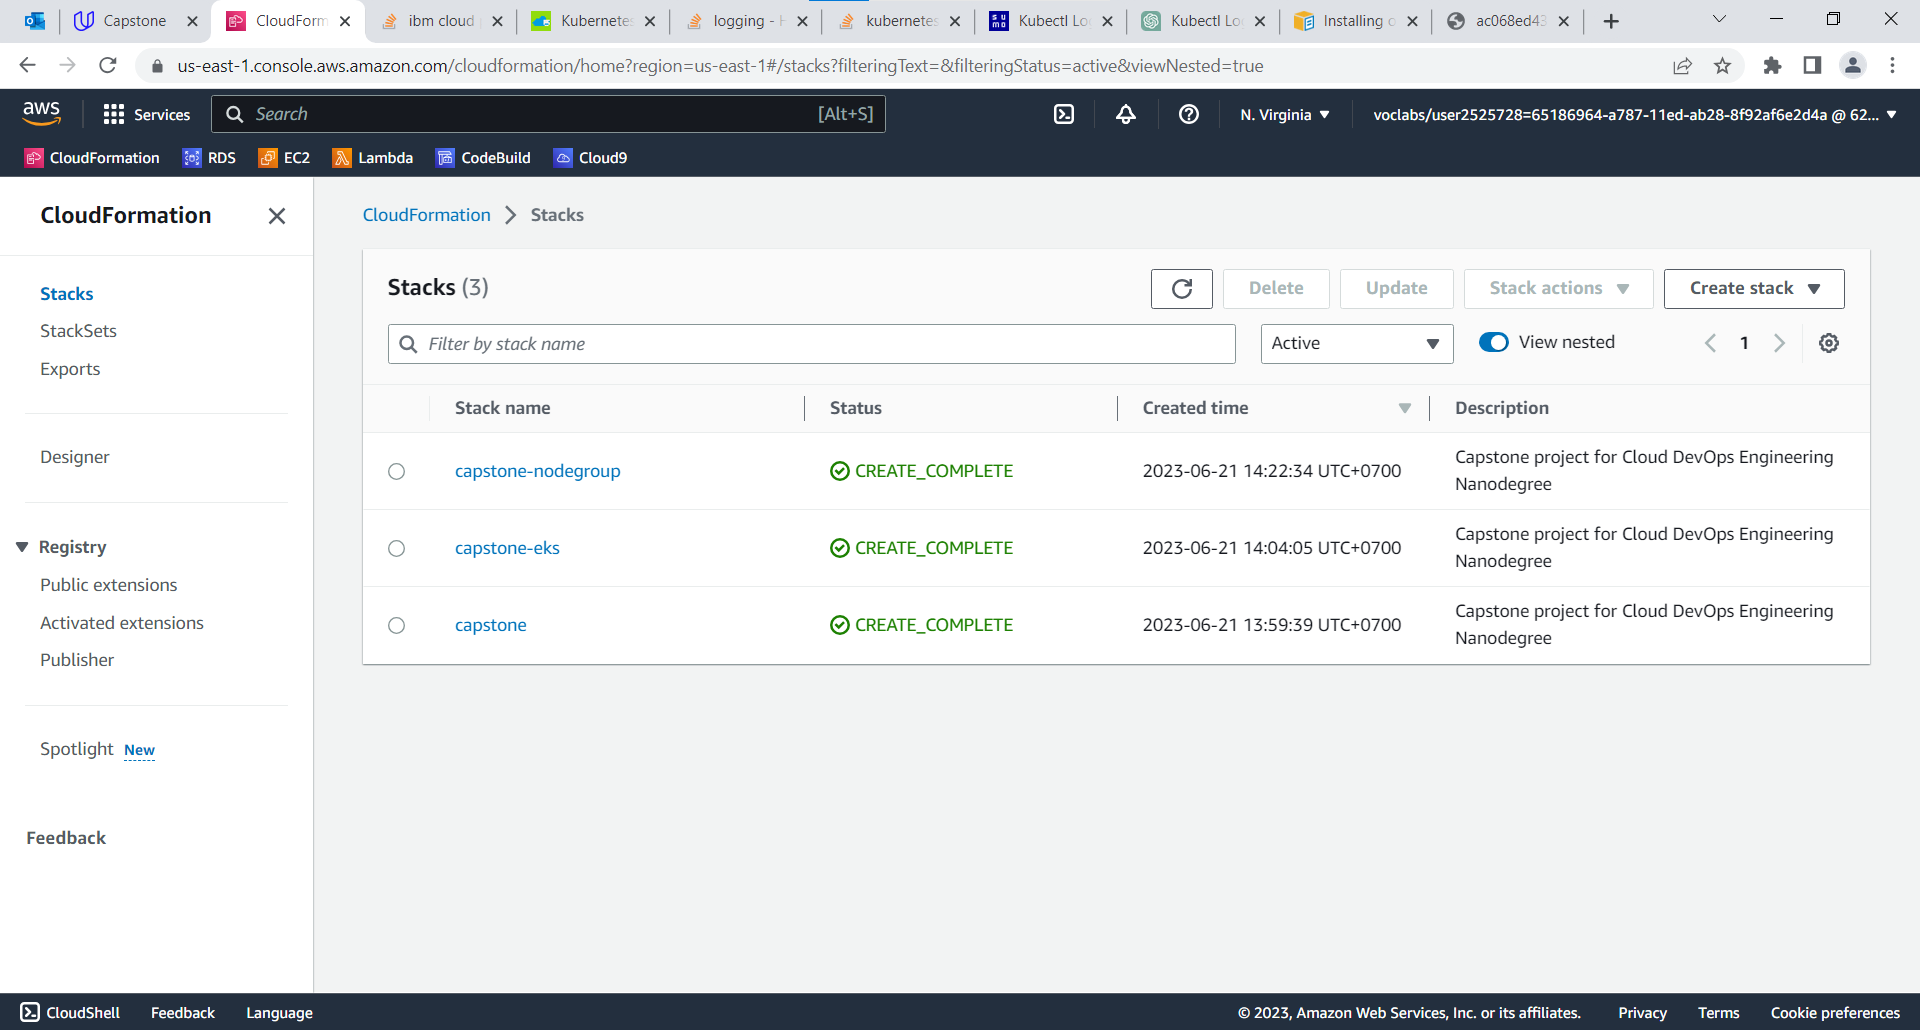 Capstone
CloudForm
ibm cloud
Kubernetes
logging - H
kubernetes
Kubectl Lo
Kubectl Lo
Installing o
ac068ed43
us-east-1.console.aws.amazon.com/cloudformation/home?region=us-east-1#/stacks?filteringText=&filteringStatus=active&viewNested=true
aws
Services
Search
[Alt+S]
N. Virginia
voclabs/user2525728=65186964-a787-11ed-ab28-8f92af6e2d4a @ 62...
CloudFormation
RDS
EC2
Lambda
CodeBuild
Cloud9
CloudFormation
Stacks
StackSets
Exports
Designer
Registry
Public extensions
Activated extensions
Publisher
Spotlight New
Feedback
CloudFormation
Stacks
Stacks (3)
Delete
Update
Stack actions
Create stack
Filter by stack name
Active
View nested
1
Stack name
Status
Created time
Description
capstone-nodegroup
CREATE_COMPLETE
2023-06-21 14:22:34 UTC+0700
Capstone project for Cloud DevOps Engineering
Nanodegree
capstone-eks
CREATE_COMPLETE
2023-06-21 14:04:05 UTC+0700
Capstone project for Cloud DevOps Engineering
Nanodegree
capstone
CREATE_COMPLETE
2023-06-21 13:59:39 UTC+0700
Capstone project for Cloud DevOps Engineering
Nanodegree
CloudShell
Feedback
Language
© 2023, Amazon Web Services, Inc. or its affiliates.
Privacy
Terms
Cookie preferences